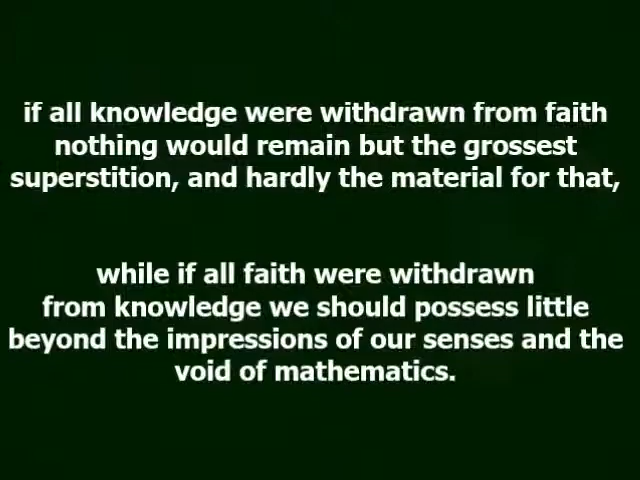 if all knowledge were withdrawn from faith
nothing would remain but the grossest
superstition, and hardly the material for that,
while if all faith were withdrawn
from knowledge we should possess little
beyond the impressions of our senses and the
void of mathematics.